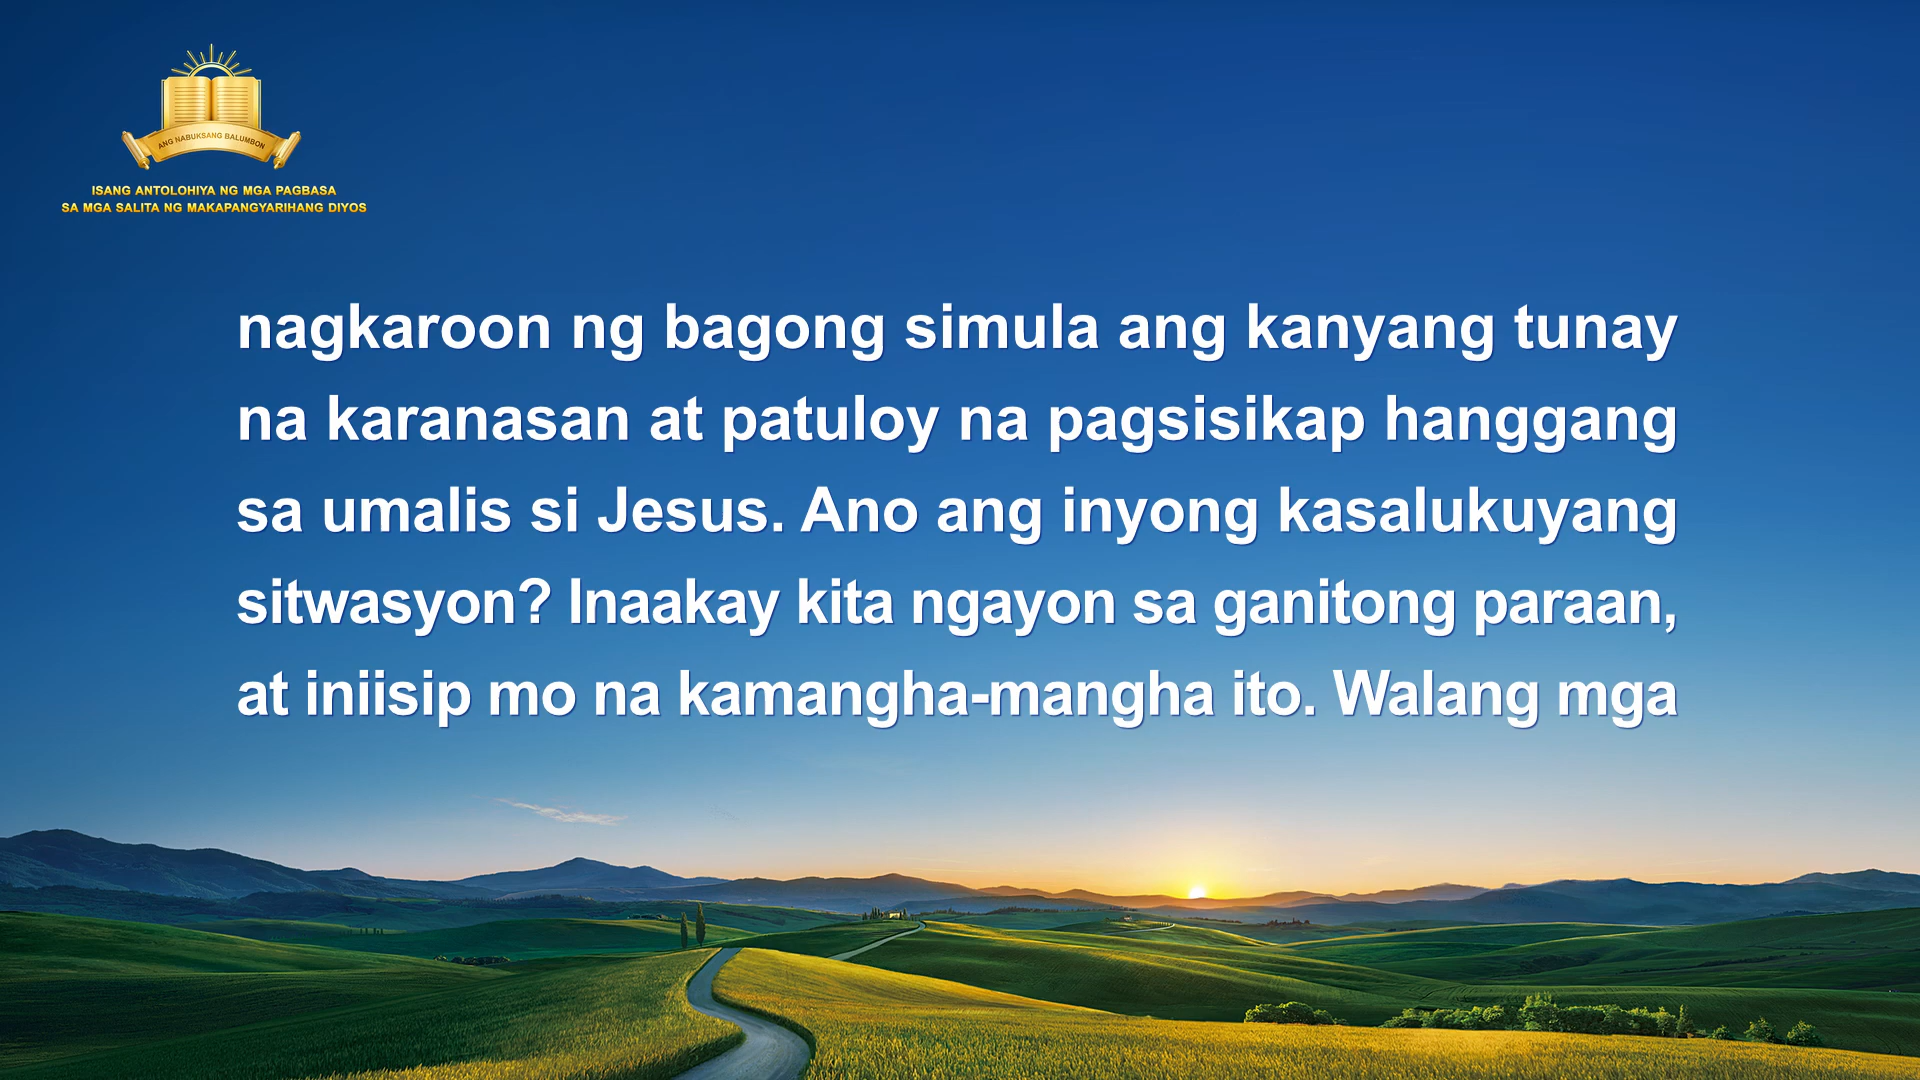 ANG NABUKSANG BALUMBON
ISANG ANTOLOHIYA NG MGA PAGBASA
SA MGA SALITA NG MAKAPANGYARIHANG DIYOS
nagkaroon ng bagong simula ang kanyang tunay
na karanasan at patuloy na pagsisikap hanggang
sa umalis si Jesus. Ano ang inyong kasalukuyang
sitwasyon? Inaakay kita ngayon sa ganitong paraan,
at iniisip mo na kamangha-mangha ito. Walang mga